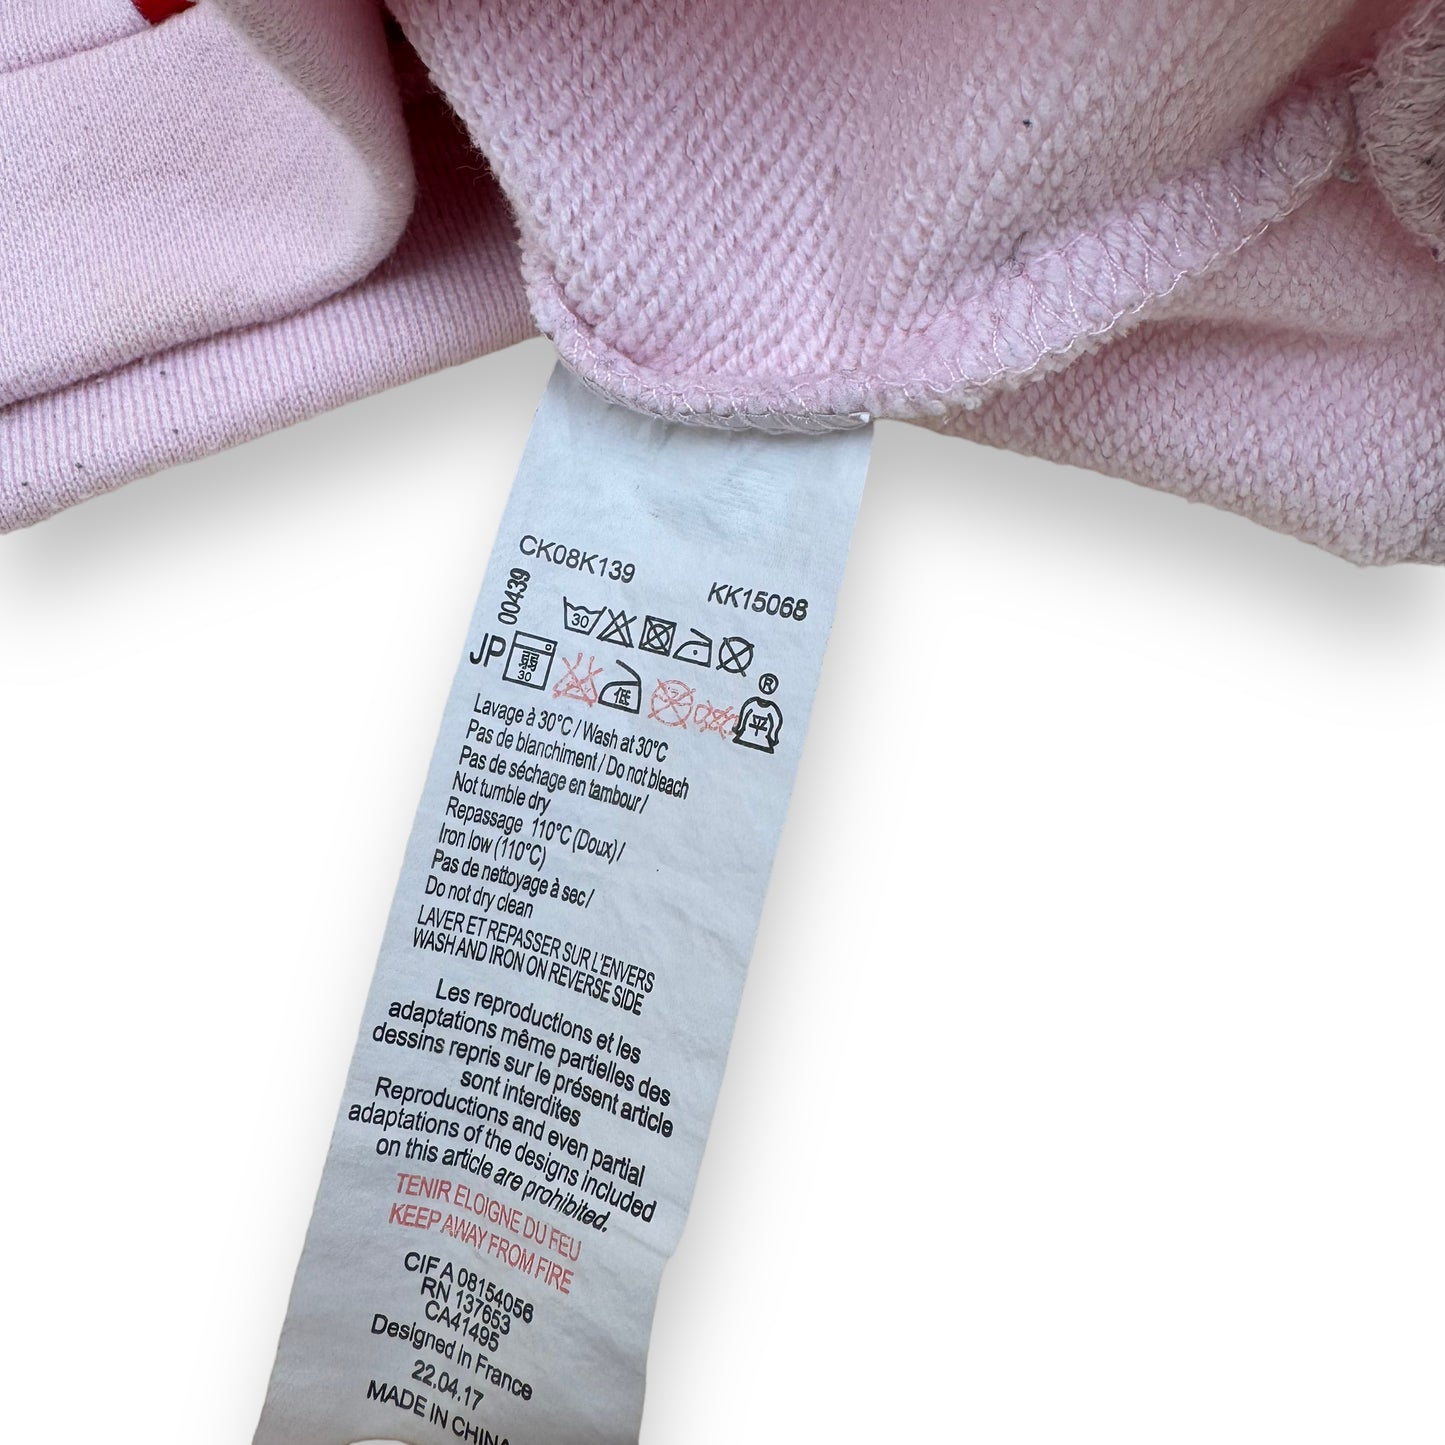 CK08K139
KK15068
00439
30
JP
弱
30
低
®
平
Lavage à 30°C / Wash at 30°C
Pas de blanchiment / Do not bleach
Pas de séchage en tambour /
Not tumble dry
Repassage 110°C (Doux) /
Iron low (110°C)
Pas de nettoyage à sec /
Do not dry clean
LAVER ET REPASSER SUR L'ENVERS
WASH AND IRON ON REVERSE SIDE
Les reproductions et les
adaptations même partielles des
dessins repris sur le présent article
sont interdites
Reproductions and even partial
adaptations of the designs included
on this article are prohibited.
TENIR ELOIGNE DU FEU
KEEP AWAY FROM FIRE
CIF A 08154056
RN 137653
CA41495
Designed In France
22.04.17
MADE IN CHINA